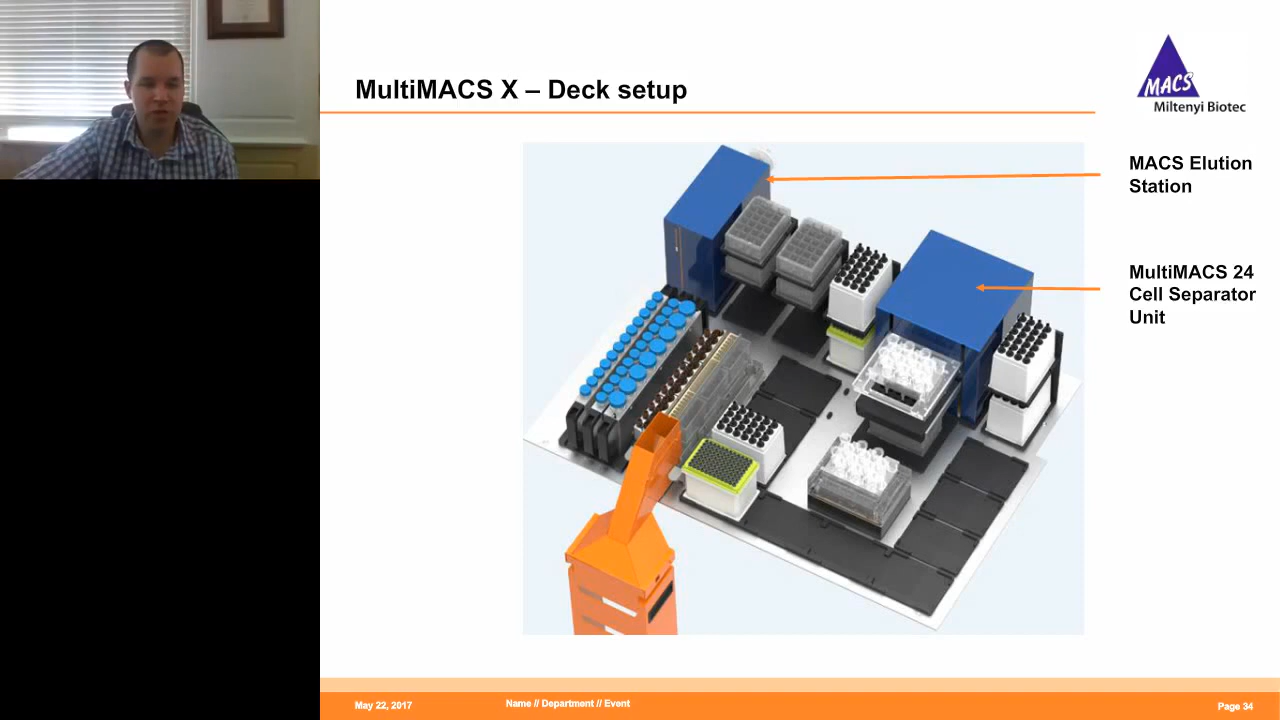 MultiMACS X – Deck setup
MACS
Miltenyi Biotec
MACS Elution
Station
MultiMACS 24
Cell Separator
Unit
May 22, 2017
Name // Department // Event
Page 34